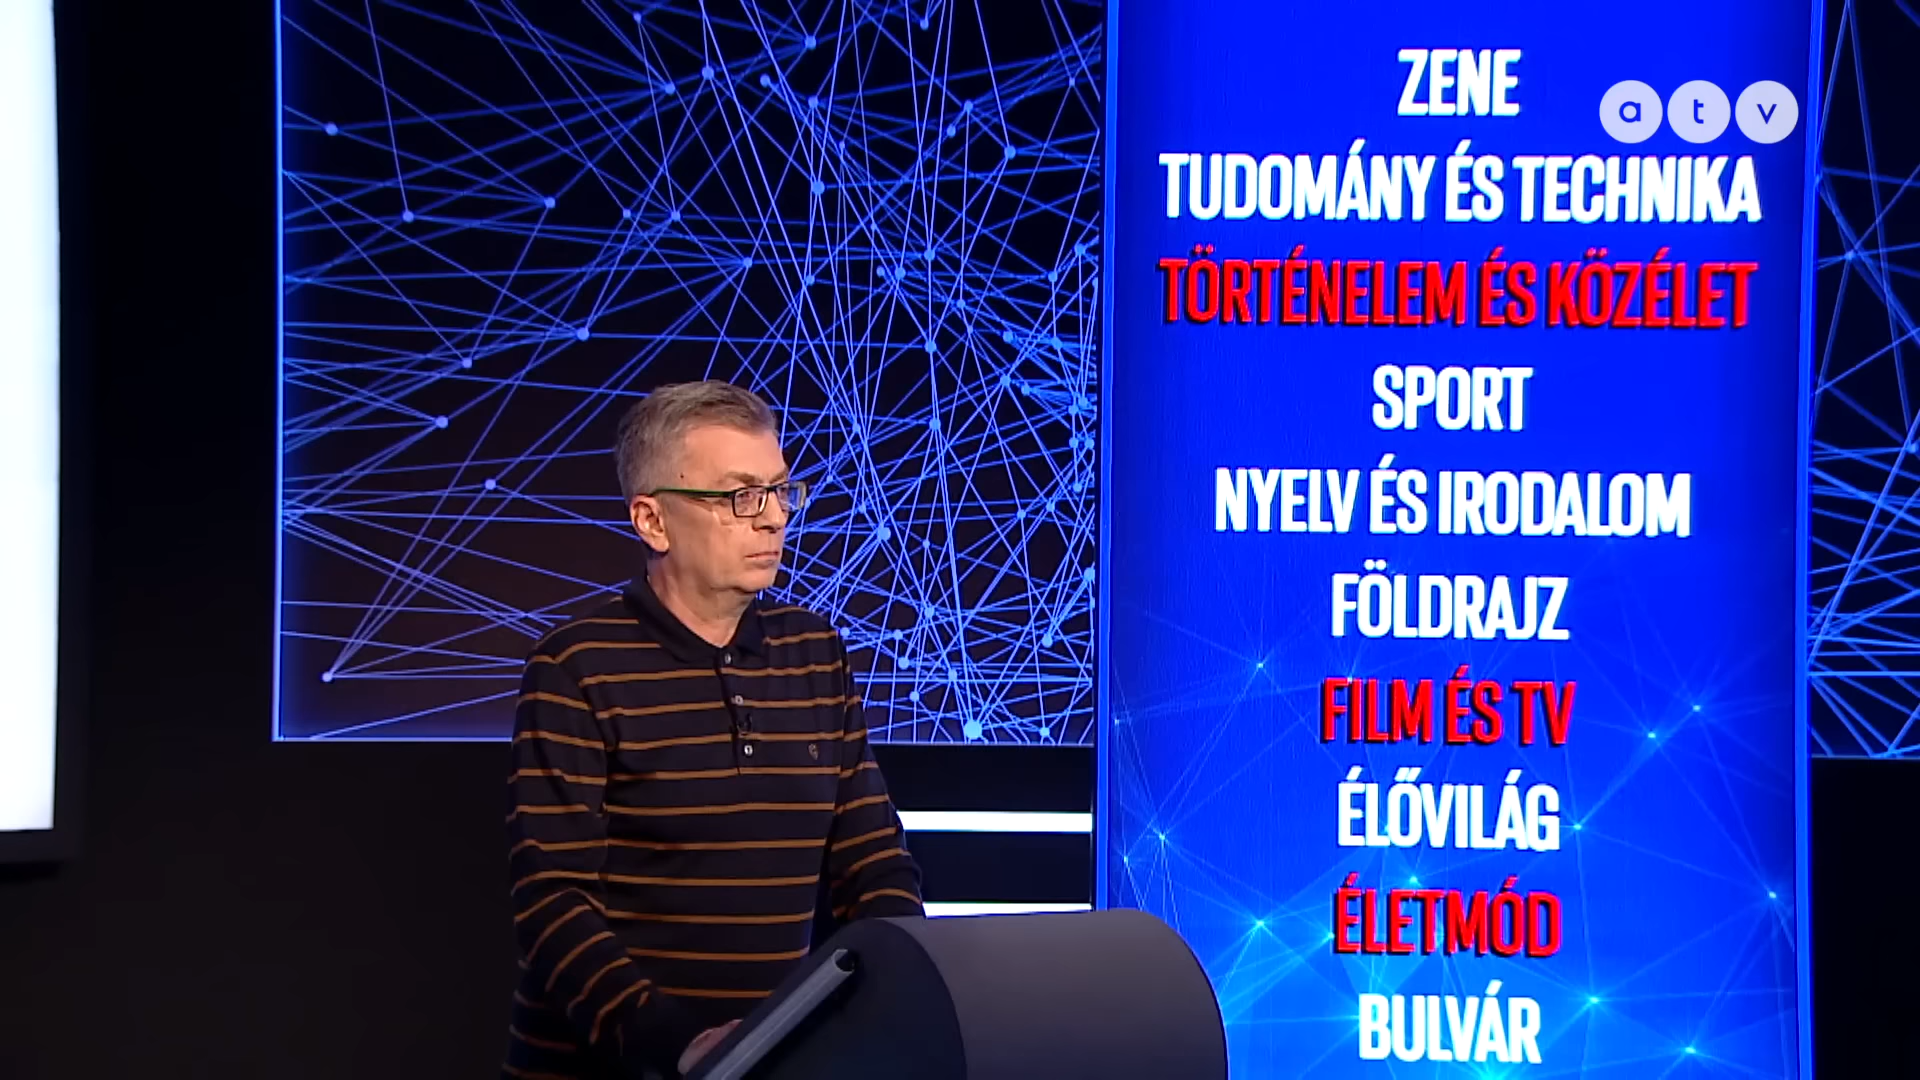 ZENE
atv
TUDOMÁNY ÉS TECHNIKA
TÖRTÉNELEM ÉS KÖZÉLET
SPORT
NYELV ÉS IRODALOM
FÖLDRAJZ
FILM ÉS TV
ÉLŐVILÁG
ÉLETMÓD
BULVÁR